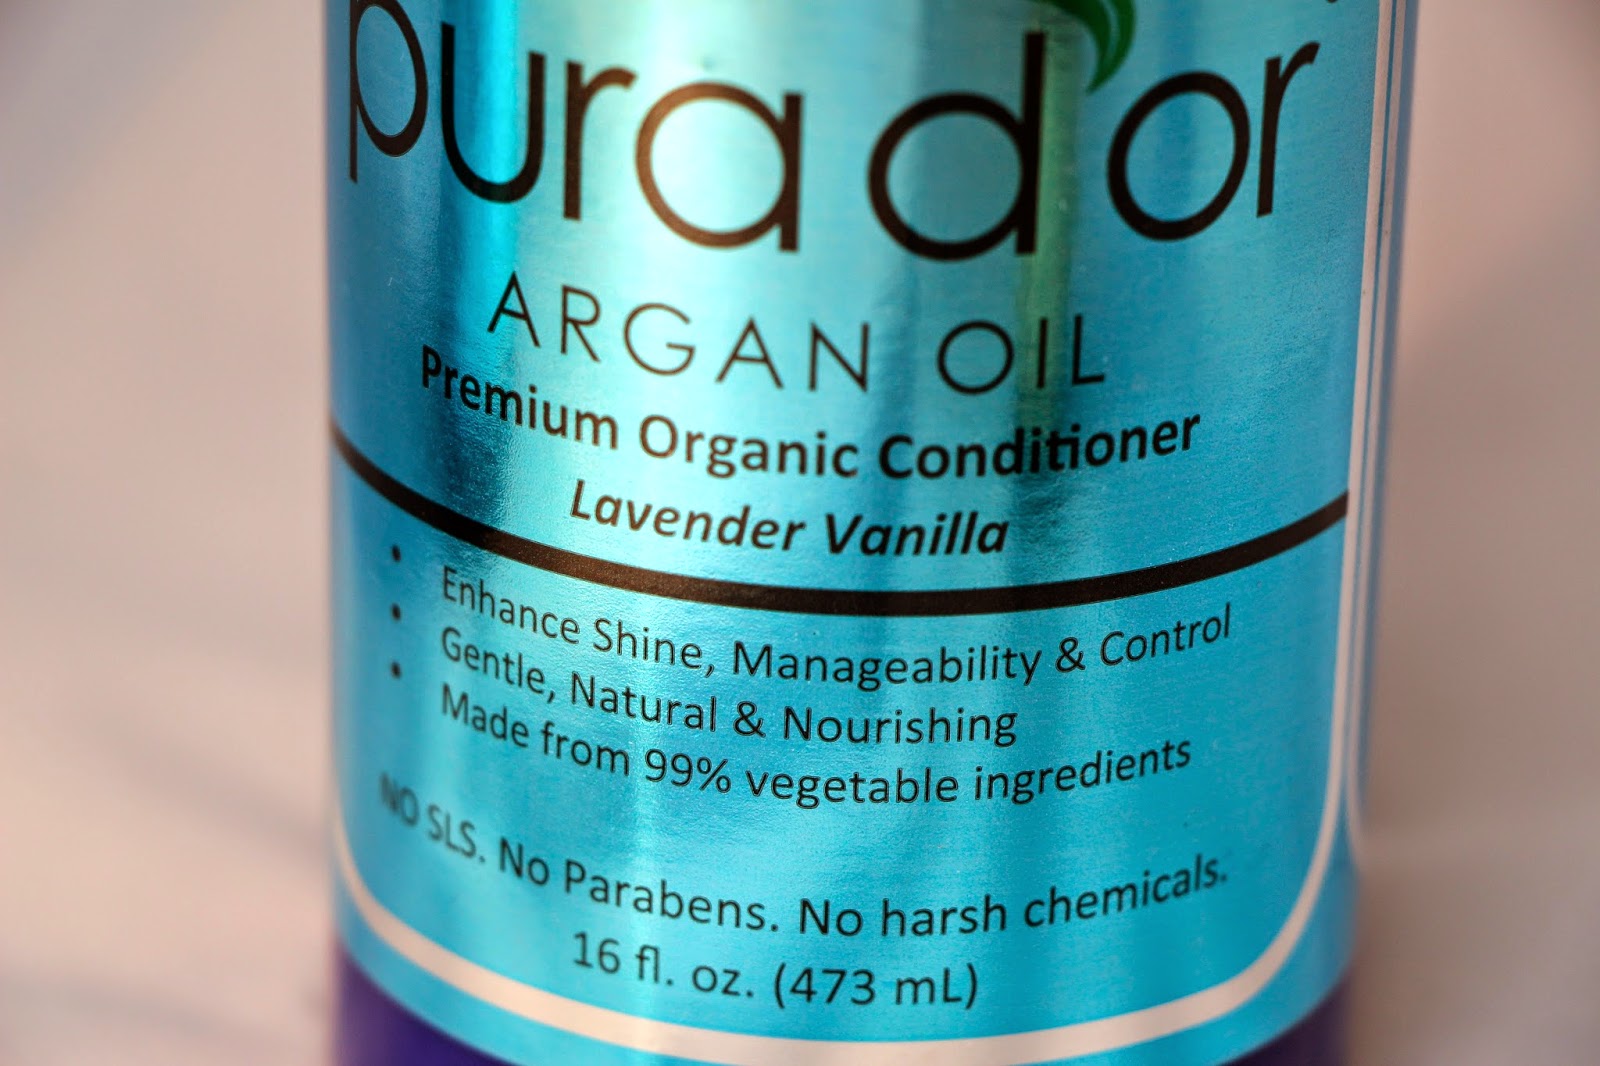 pura d'or
ARGAN OIL
Premium Organic Conditioner
Lavender Vanilla
• Enhance Shine, Manageability & Control
• Gentle, Natural & Nourishing
• Made from 99% vegetable ingredients
NO SLS. No Parabens. No harsh chemicals.
16 fl. oz. (473 mL)